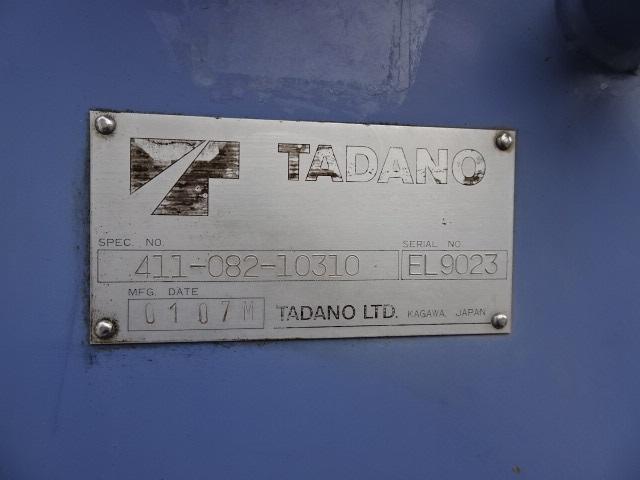 TADANO
SPEC. NO.
SERIAL NO.
411-082-10310
EL9023
MFG. DATE
0107M
TADANO LTD. KAGAWA, JAPAN